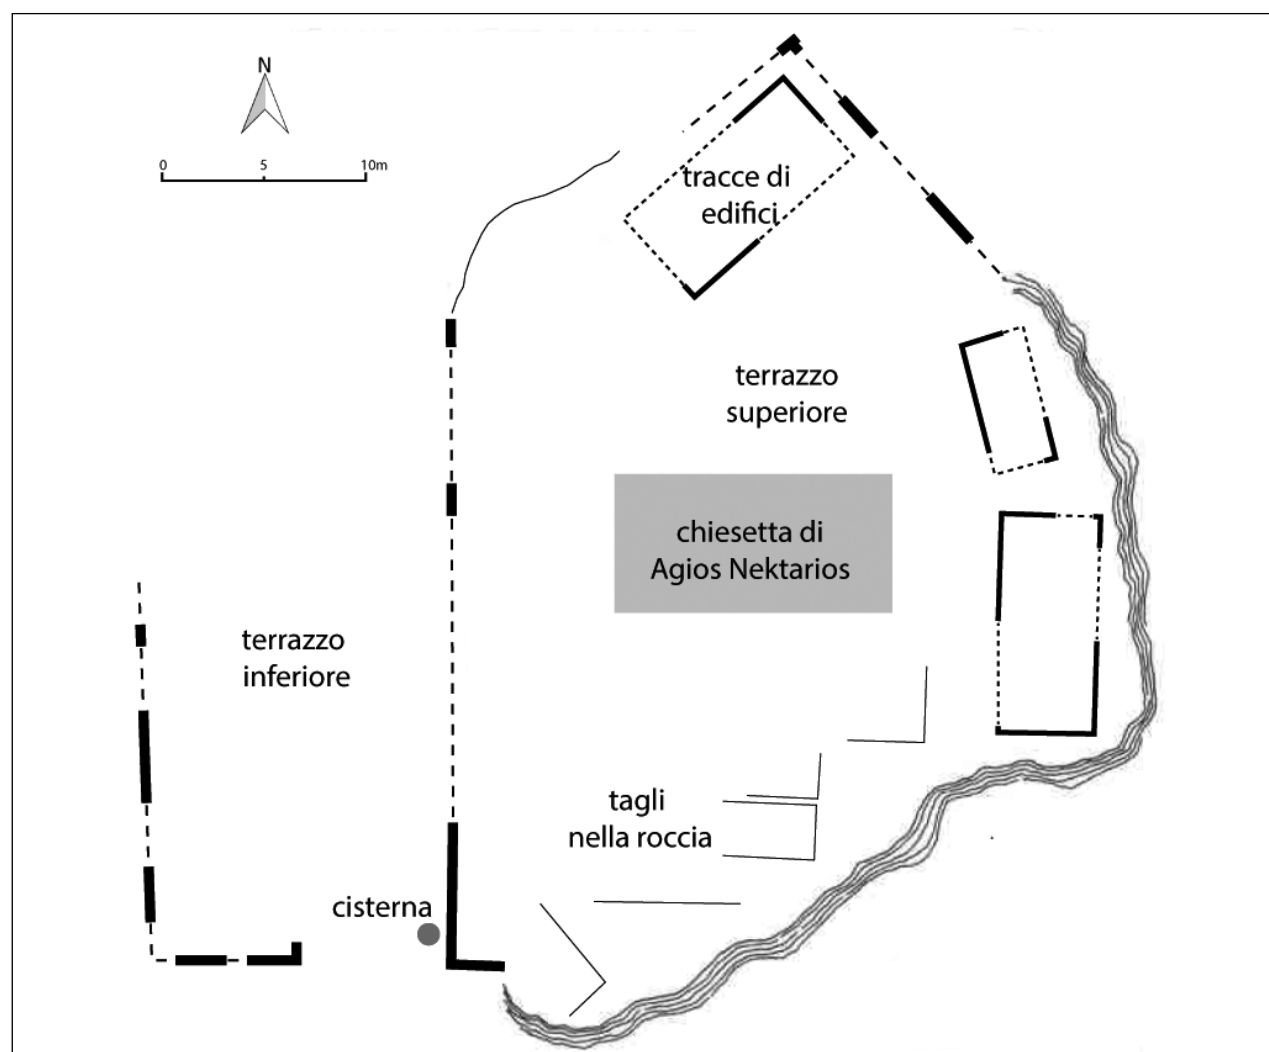 N
0 5 10m
tracce di
edifici
terrazzo
superiore
chiesetta di
Agios Nektarios
terrazzo
inferiore
tagli
nella roccia
cisterna